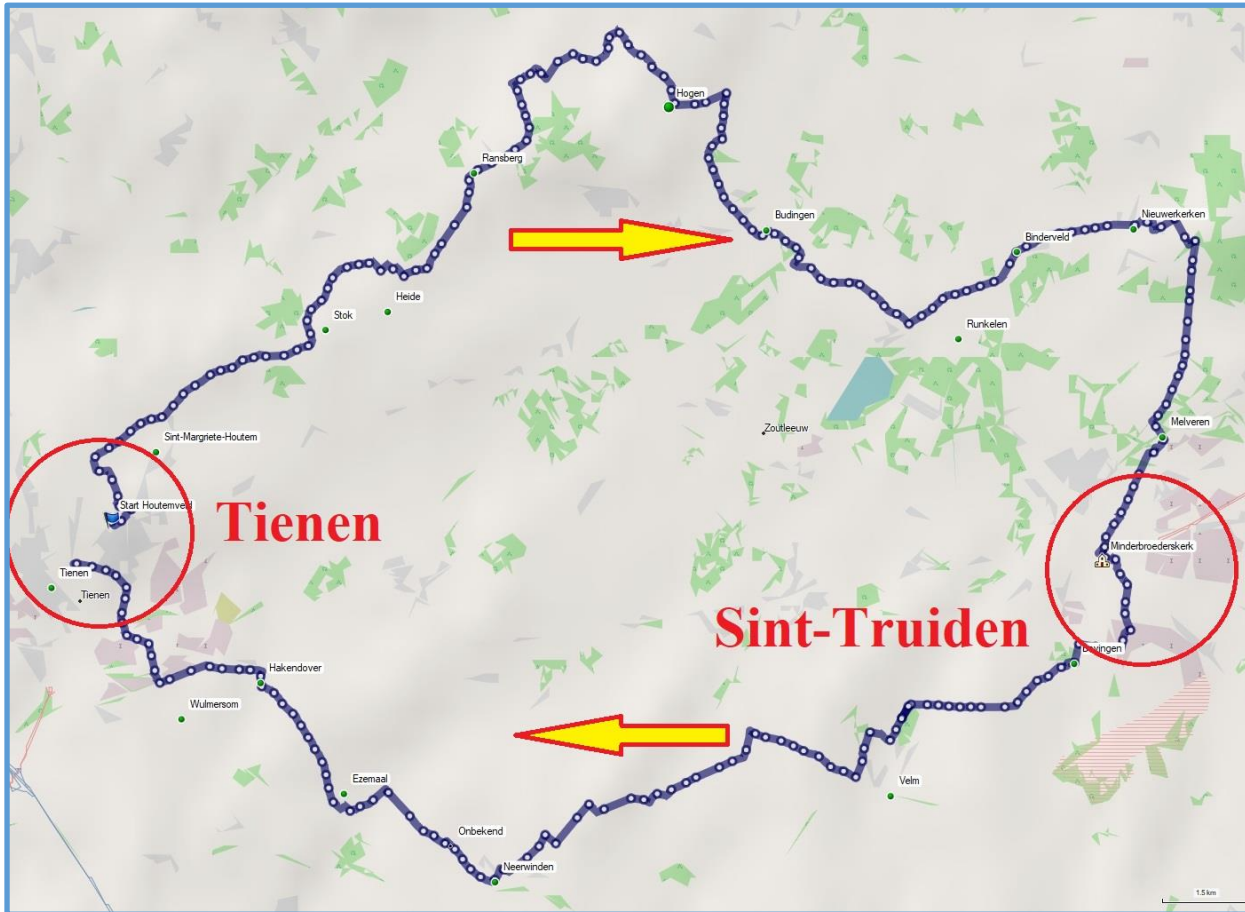 Hogen
Ransberg
Budingen
Nieuwerkerken
Binderveld
Heide
Stok
Runkelen
Zoutleeuw
Melveren
Sint-Margriete-Houtem
Start Houtemveld
Tienen
Minderbroederskerk
Tienen
Tienen
Sint-Truiden
Hakendover
Wulmersom
Ezemaal
Velm
Onbekend
Neerwinden
1.5 km